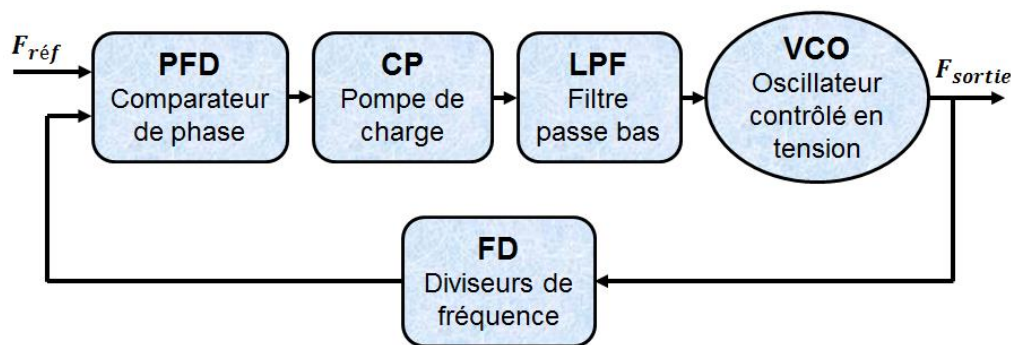 F_réf
PFD
Comparateur
de phase
CP
Pompe de
charge
LPF
Filtre
passe bas
VCO
Oscillateur
contrôlé en
tension
F_sortie
FD
Diviseurs de
fréquence